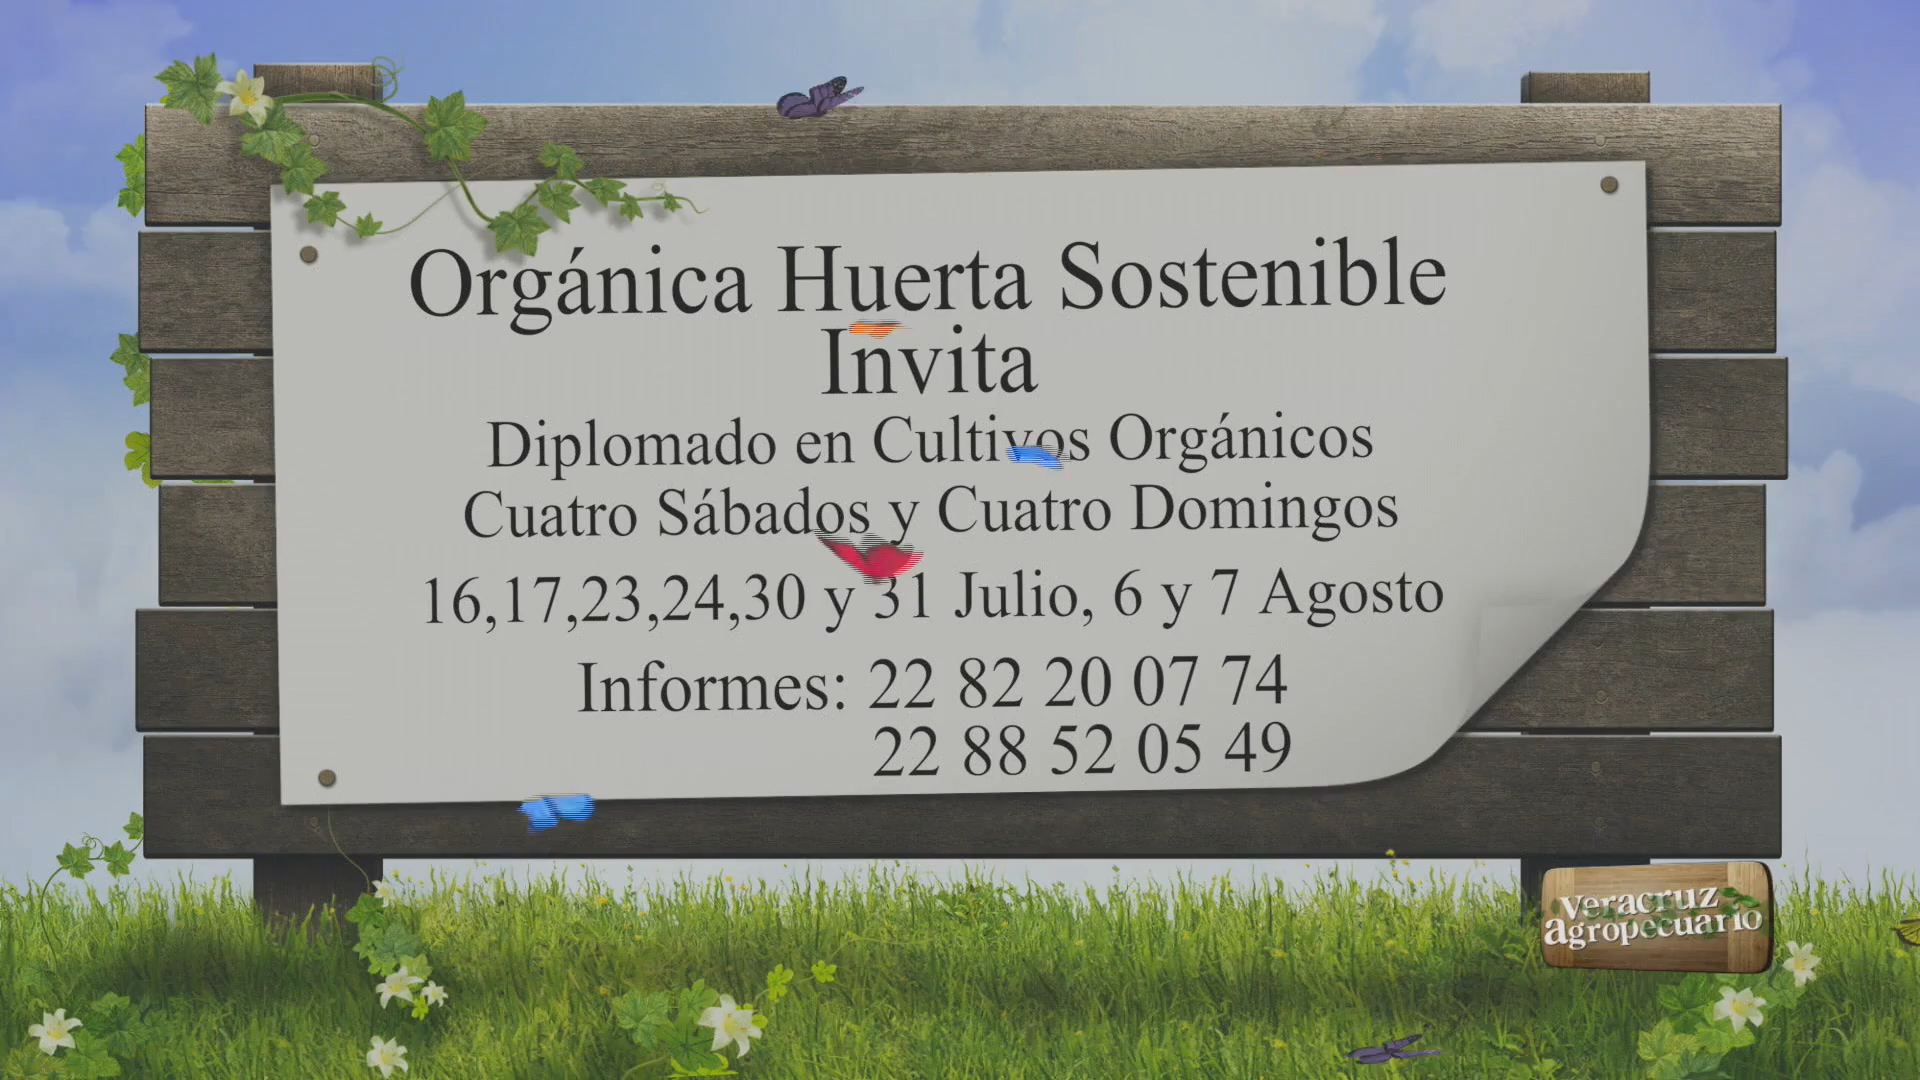 Orgánica Huerta Sostenible
Invita
Diplomado en Cultivos Orgánicos
Cuatro Sábados y Cuatro Domingos
16,17,23,24,30 y 31 Julio, 6 y 7 Agosto
Informes: 22 82 20 07 74
22 88 52 05 49
veracruz
agropecuario